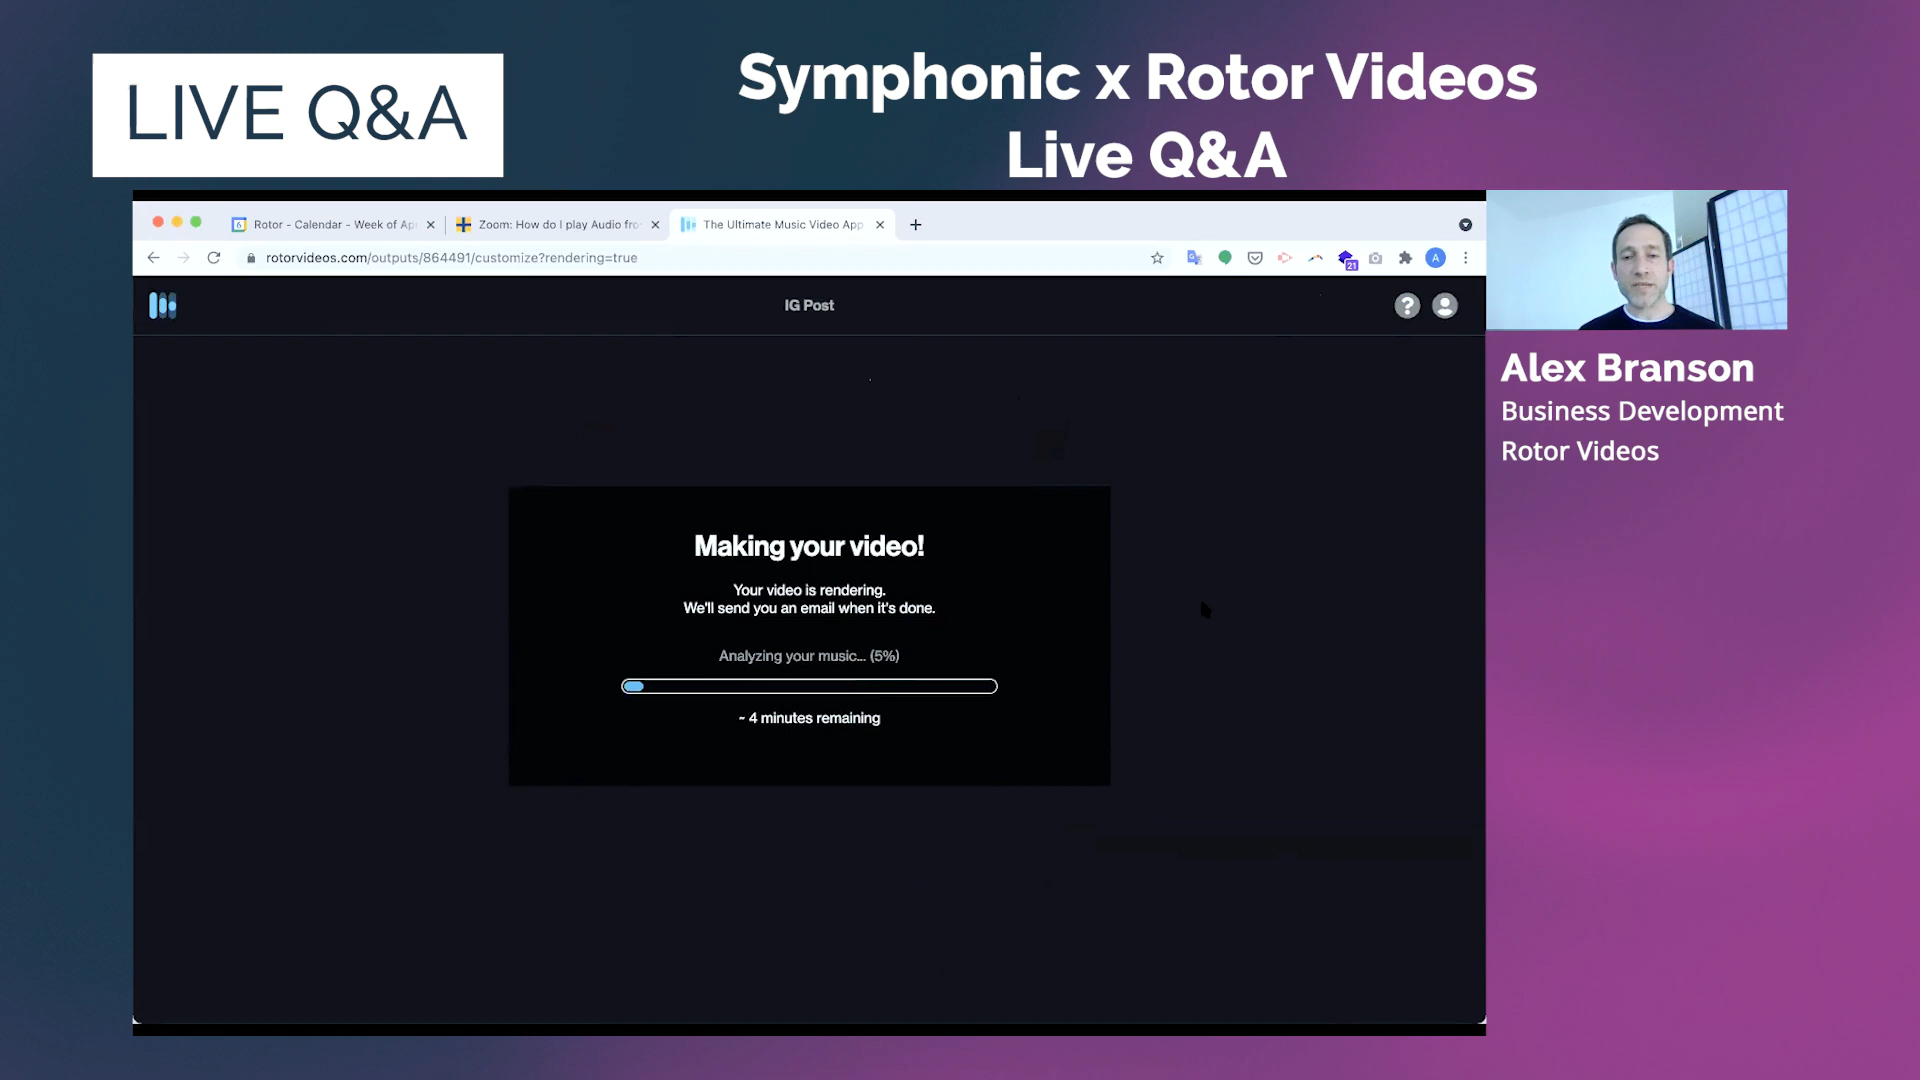 LIVE Q&A
Symphonic x Rotor Videos
Live Q&A
Rotor - Calendar - Week of Ap
Zoom: How do I play Audio fro
The Ultimate Music Video App
rotorvideos.com/outputs/864491/customize?rendering=true
21
A
IG Post
?
Making your video!
Your video is rendering.
We'll send you an email when it's done.
Analyzing your music... (5%)
~ 4 minutes remaining
Alex Branson
Business Development
Rotor Videos